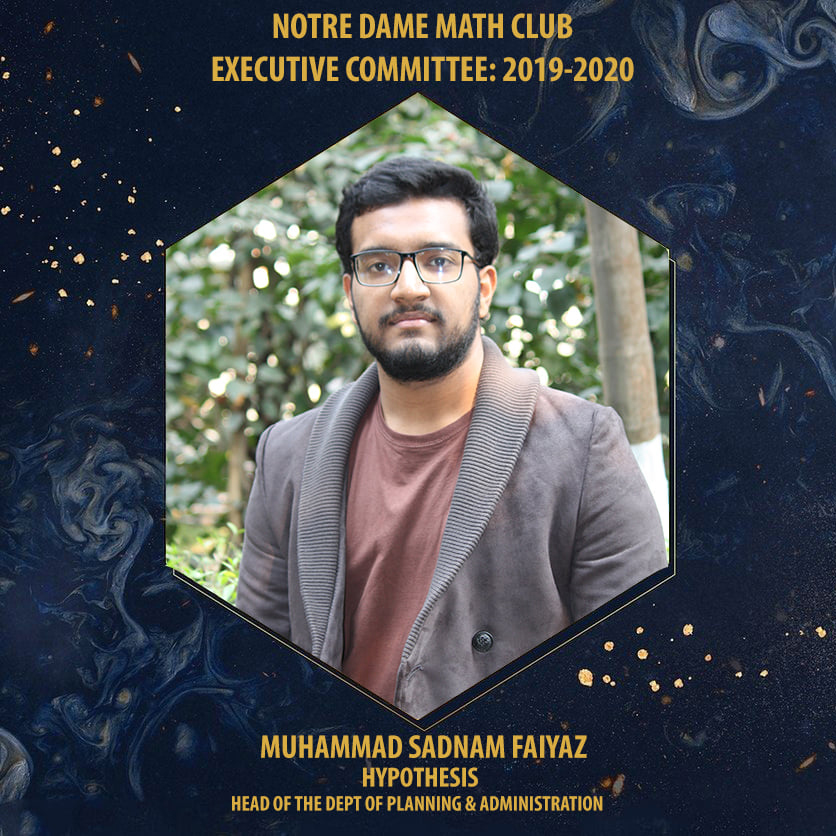 NOTRE DAME MATH CLUB
EXECUTIVE COMMITTEE: 2019-2020
MUHAMMAD SADNAM FAIYAZ
HYPOTHESIS
HEAD OF THE DEPT OF PLANNING & ADMINISTRATION